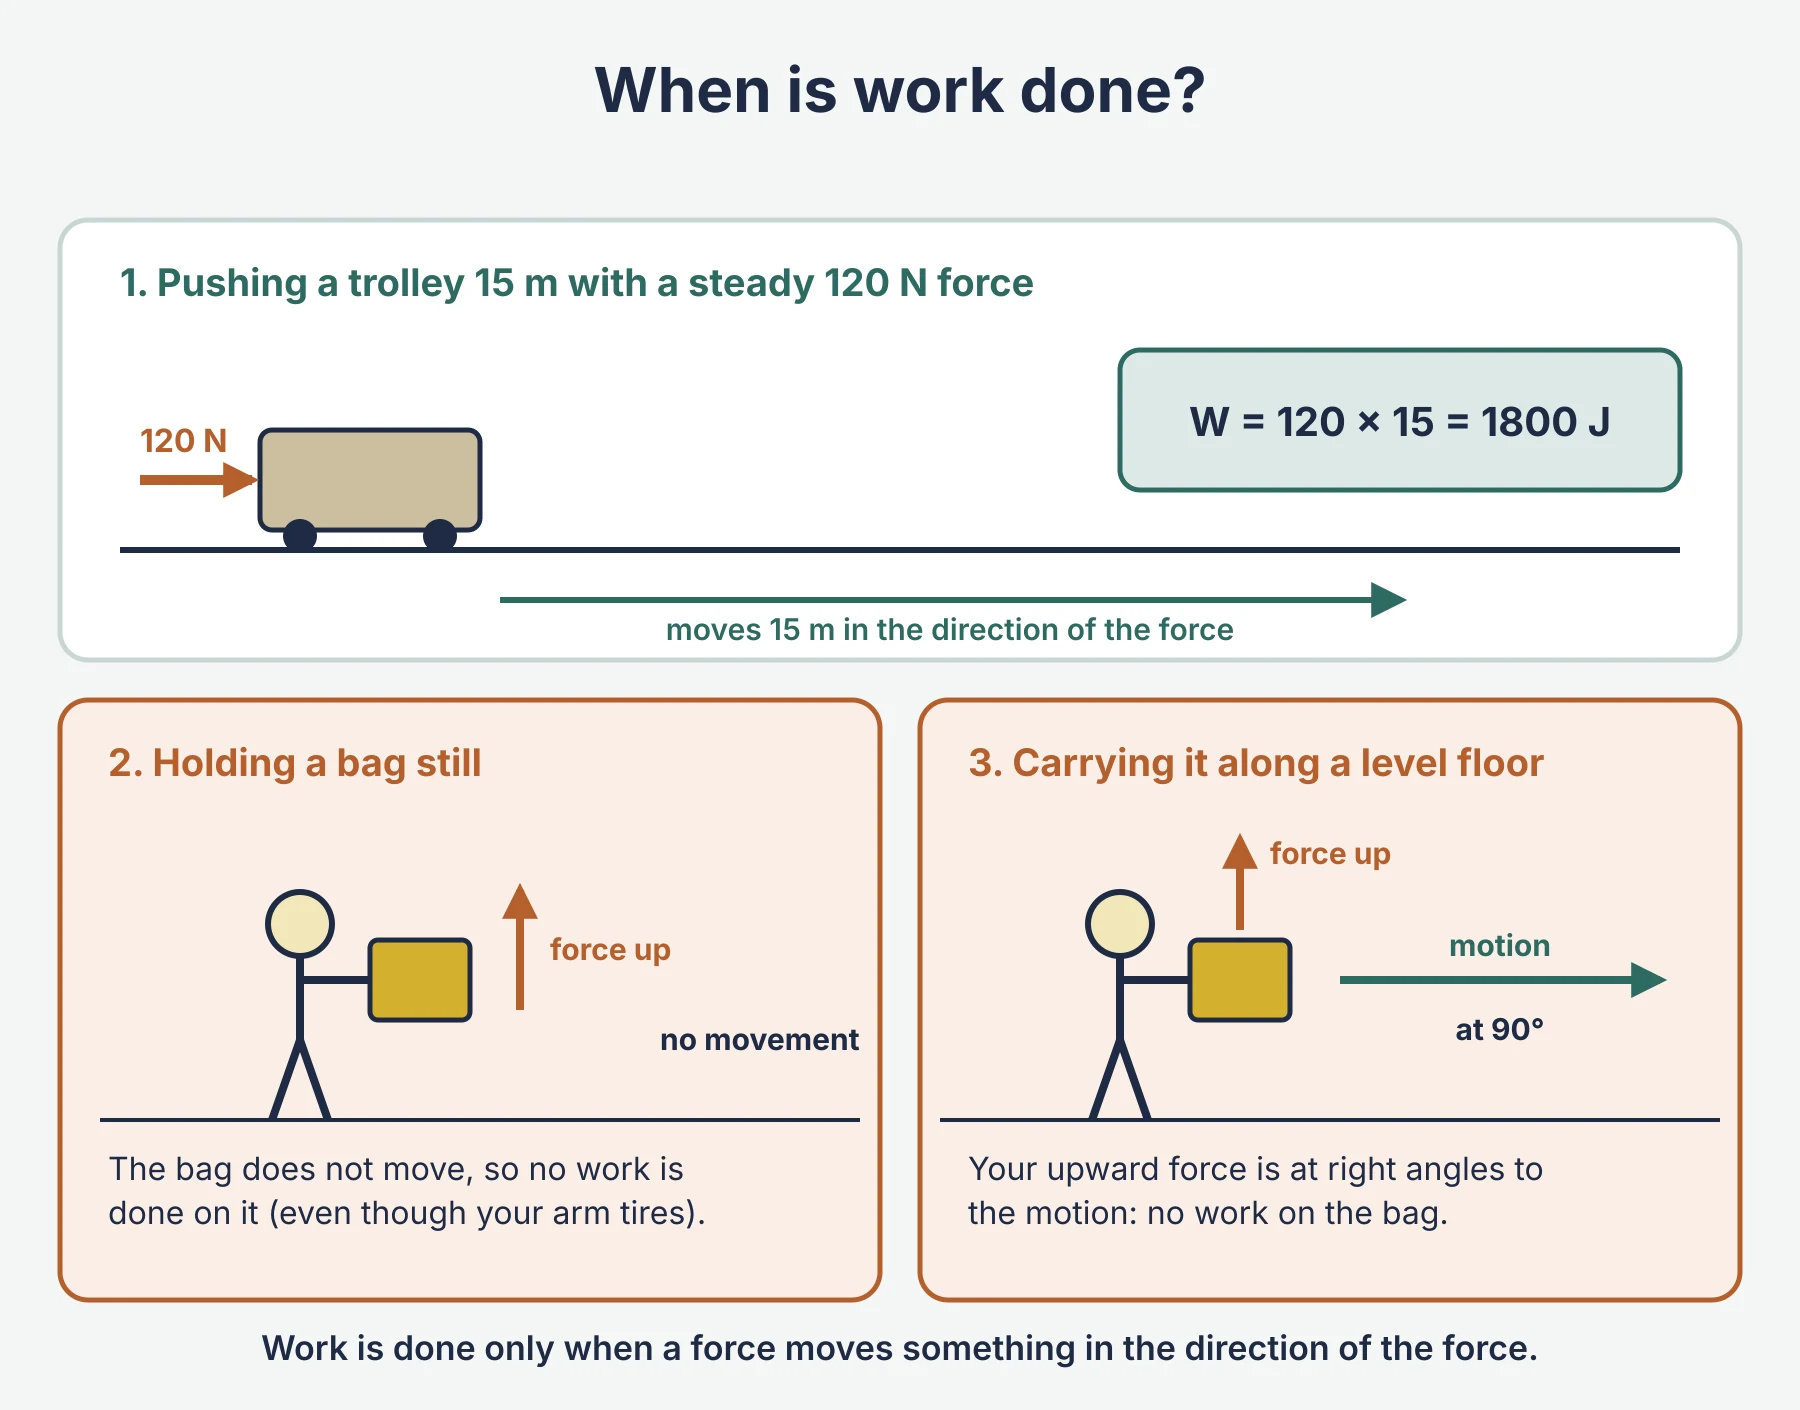 When is work done?
1. Pushing a trolley 15 m with a steady 120 N force
W = 120 × 15 = 1800 J
120 N
moves 15 m in the direction of the force
2. Holding a bag still
force up
no movement
The bag does not move, so no work is
done on it (even though your arm tires).
3. Carrying it along a level floor
force up
motion
at 90°
Your upward force is at right angles to
the motion: no work on the bag.
Work is done only when a force moves something in the direction of the force.